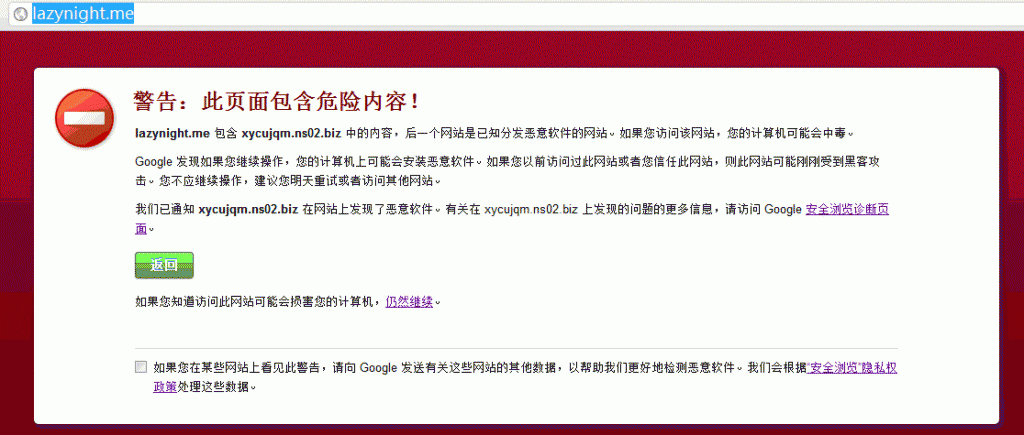 lazynight.me
警告：此页面包含危险内容！
lazynight.me 包含 xycujqm.ns02.biz 中的内容，后一个网站是已知分发恶意软件的网站。如果您访问该网站，您的计算机可能会中毒。
Google 发现如果您继续操作，您的计算机上可能会安装恶意软件。如果您以前访问过此网站或者您信任此网站，则此网站可能刚刚受到黑客攻
击。您不应继续操作，建议您明天重试或者访问其他网站。
我们已通知 xycujqm.ns02.biz 在网站上发现了恶意软件。有关在 xycujqm.ns02.biz 上发现的问题的更多信息，请访问 Google 安全浏览诊断页
面。
返回
如果您知道访问此网站可能会损害您的计算机，仍然继续。
如果您在某些网站上看见此警告，请向 Google 发送有关这些网站的其他数据，以帮助我们更好地检测恶意软件。我们会根据"安全浏览"隐私权
政策处理这些数据。